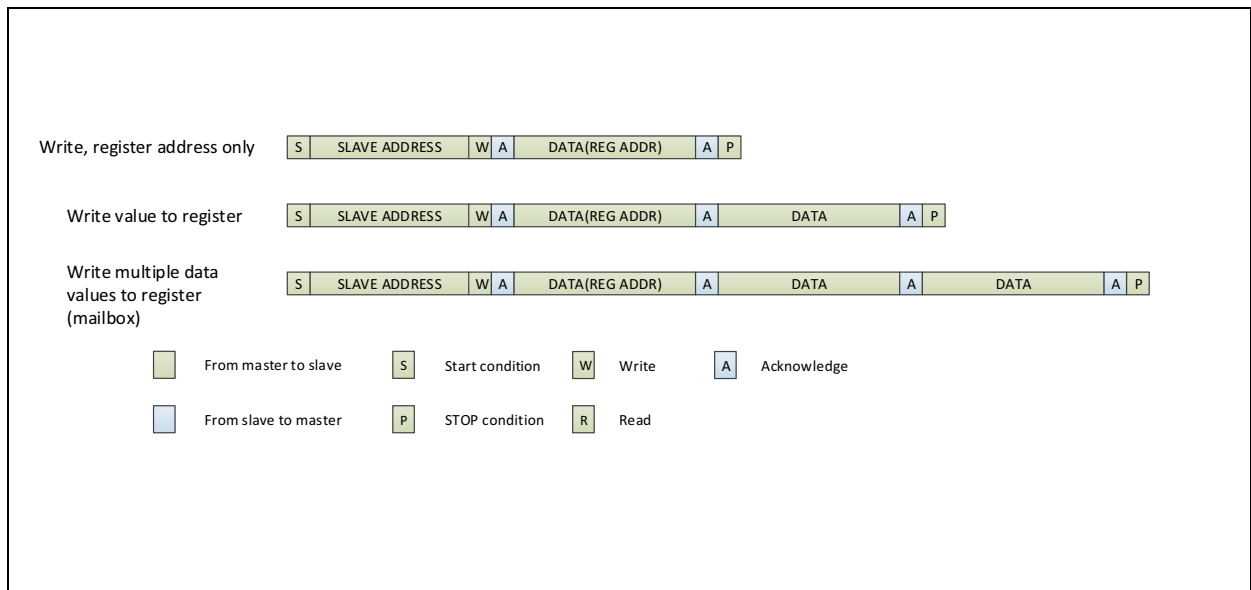 Write, register address only S SLAVE ADDRESS W A DATA(REG ADDR) A P
Write value to register S SLAVE ADDRESS W A DATA(REG ADDR) A DATA A P
Write multiple data
values to register
(mailbox)
S SLAVE ADDRESS W A DATA(REG ADDR) A DATA A DATA A P
From master to slave S Start condition W Write A Acknowledge
From slave to master P STOP condition R Read